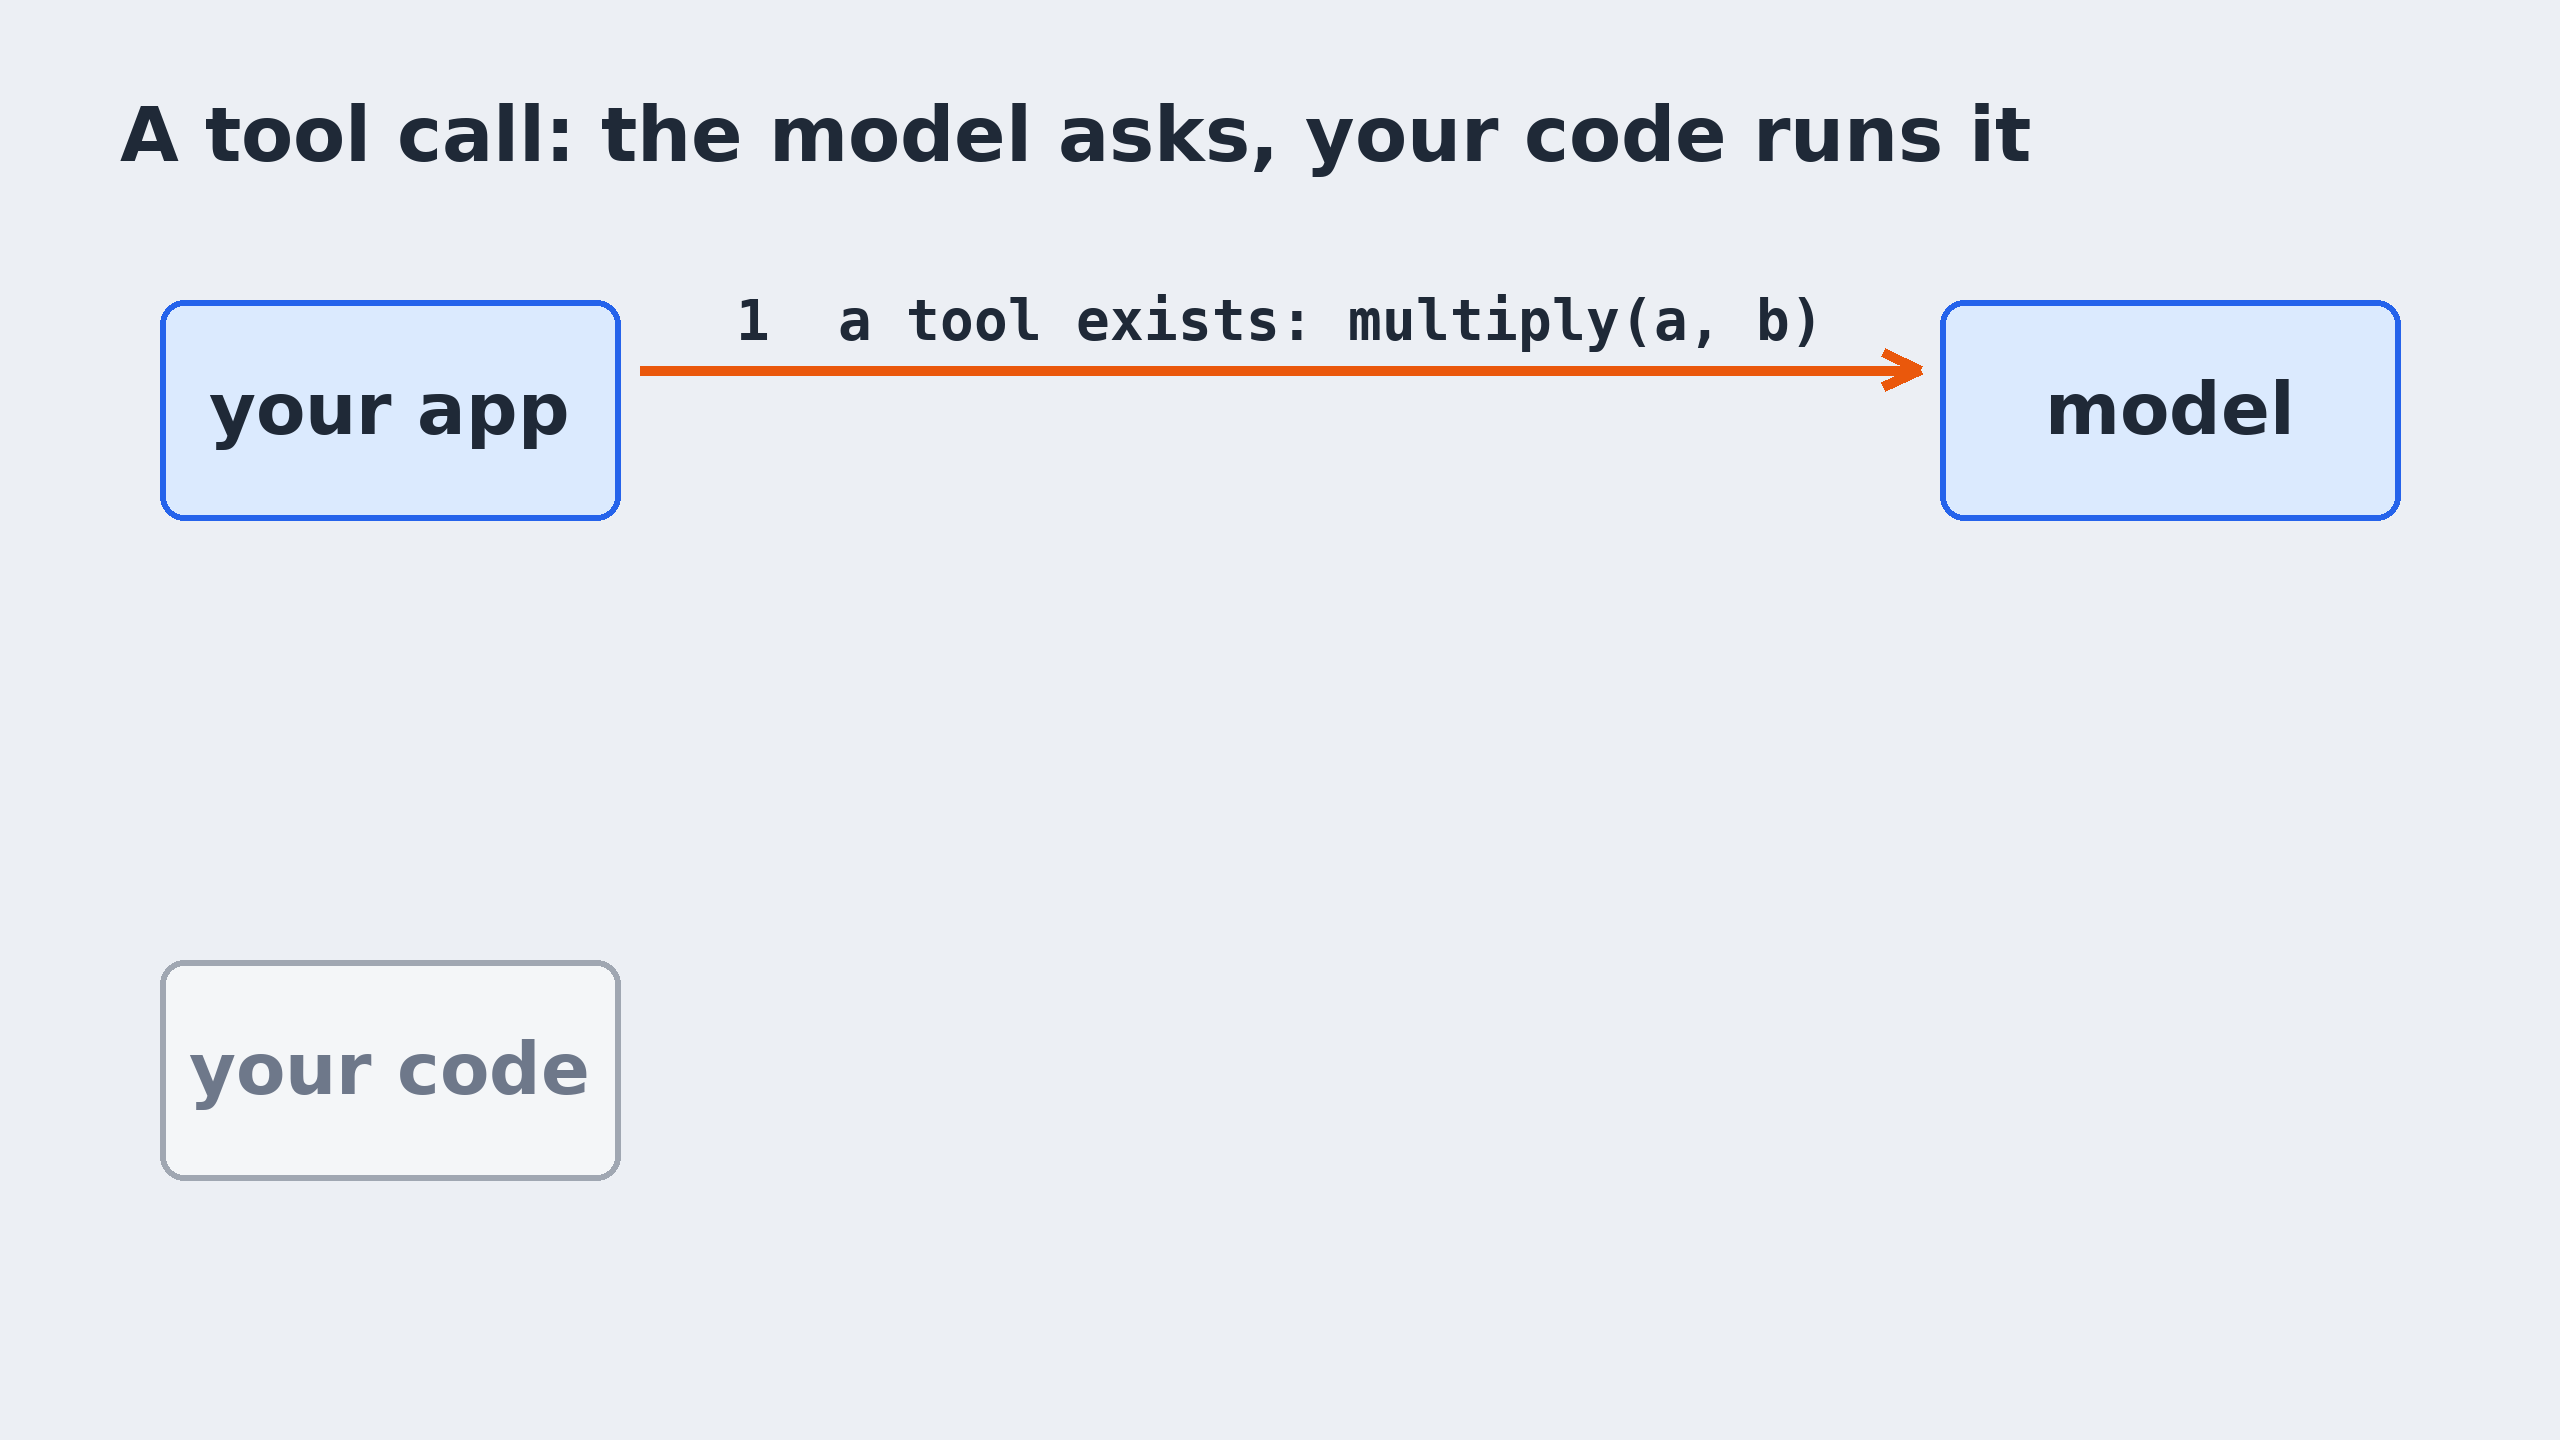 A tool call: the model asks, your code runs it
1  a tool exists: multiply(a, b)
your app
model
your code